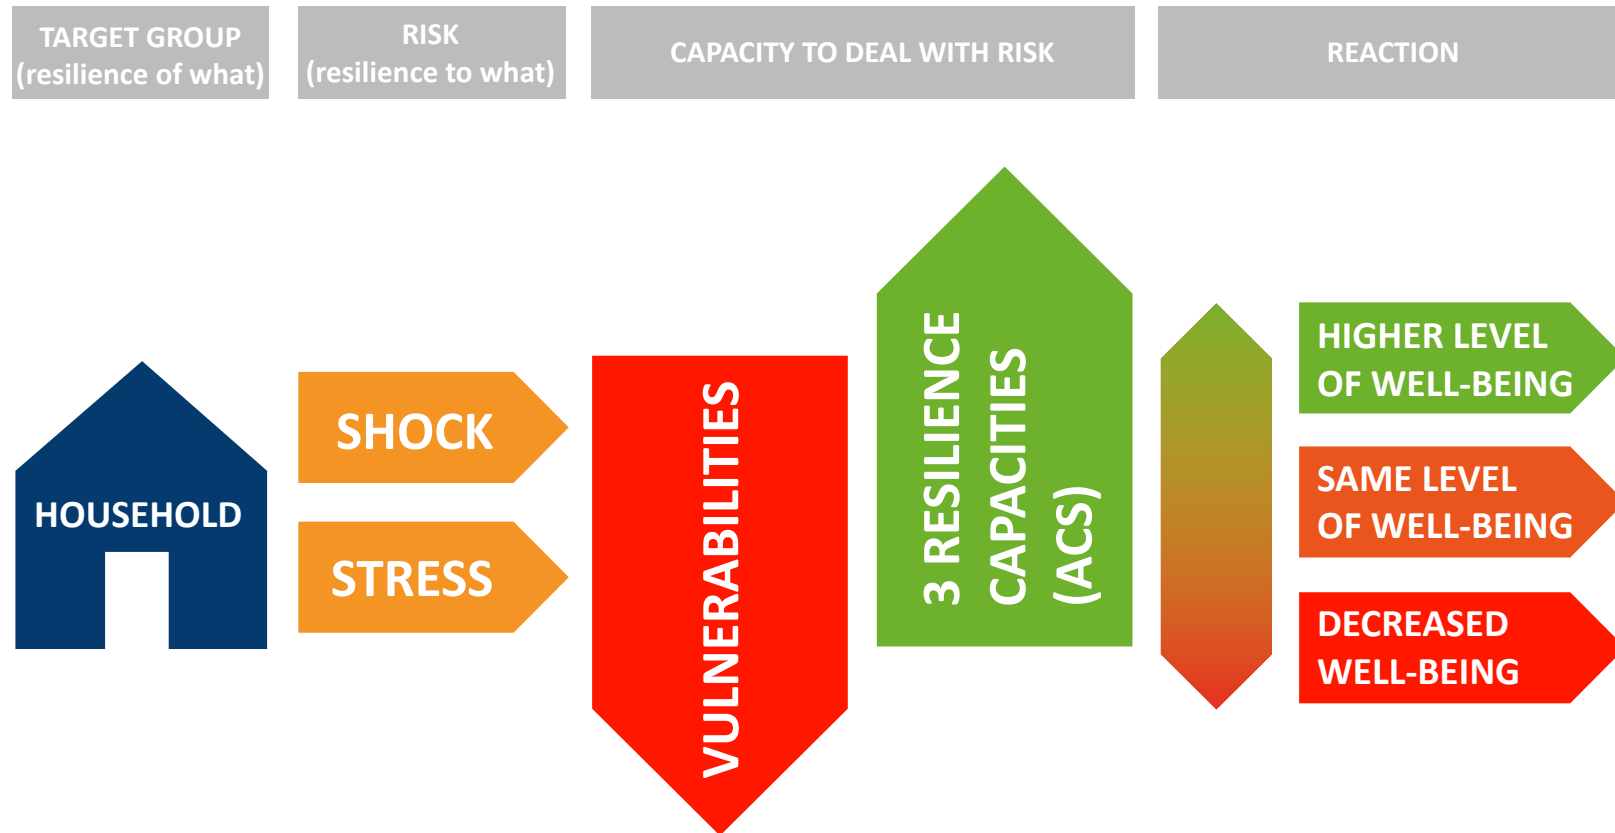 TARGET GROUP
(resilience of what)
RISK
(resilience to what)
CAPACITY TO DEAL WITH RISK
REACTION
HOUSEHOLD
SHOCK
STRESS
VULNERABILITIES
3 RESILIENCE
CAPACITIES
(ACS)
HIGHER LEVEL
OF WELL-BEING
SAME LEVEL
OF WELL-BEING
DECREASED
WELL-BEING